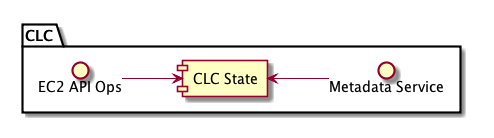 CLC
EC2 API Ops
CLC State
Metadata Service